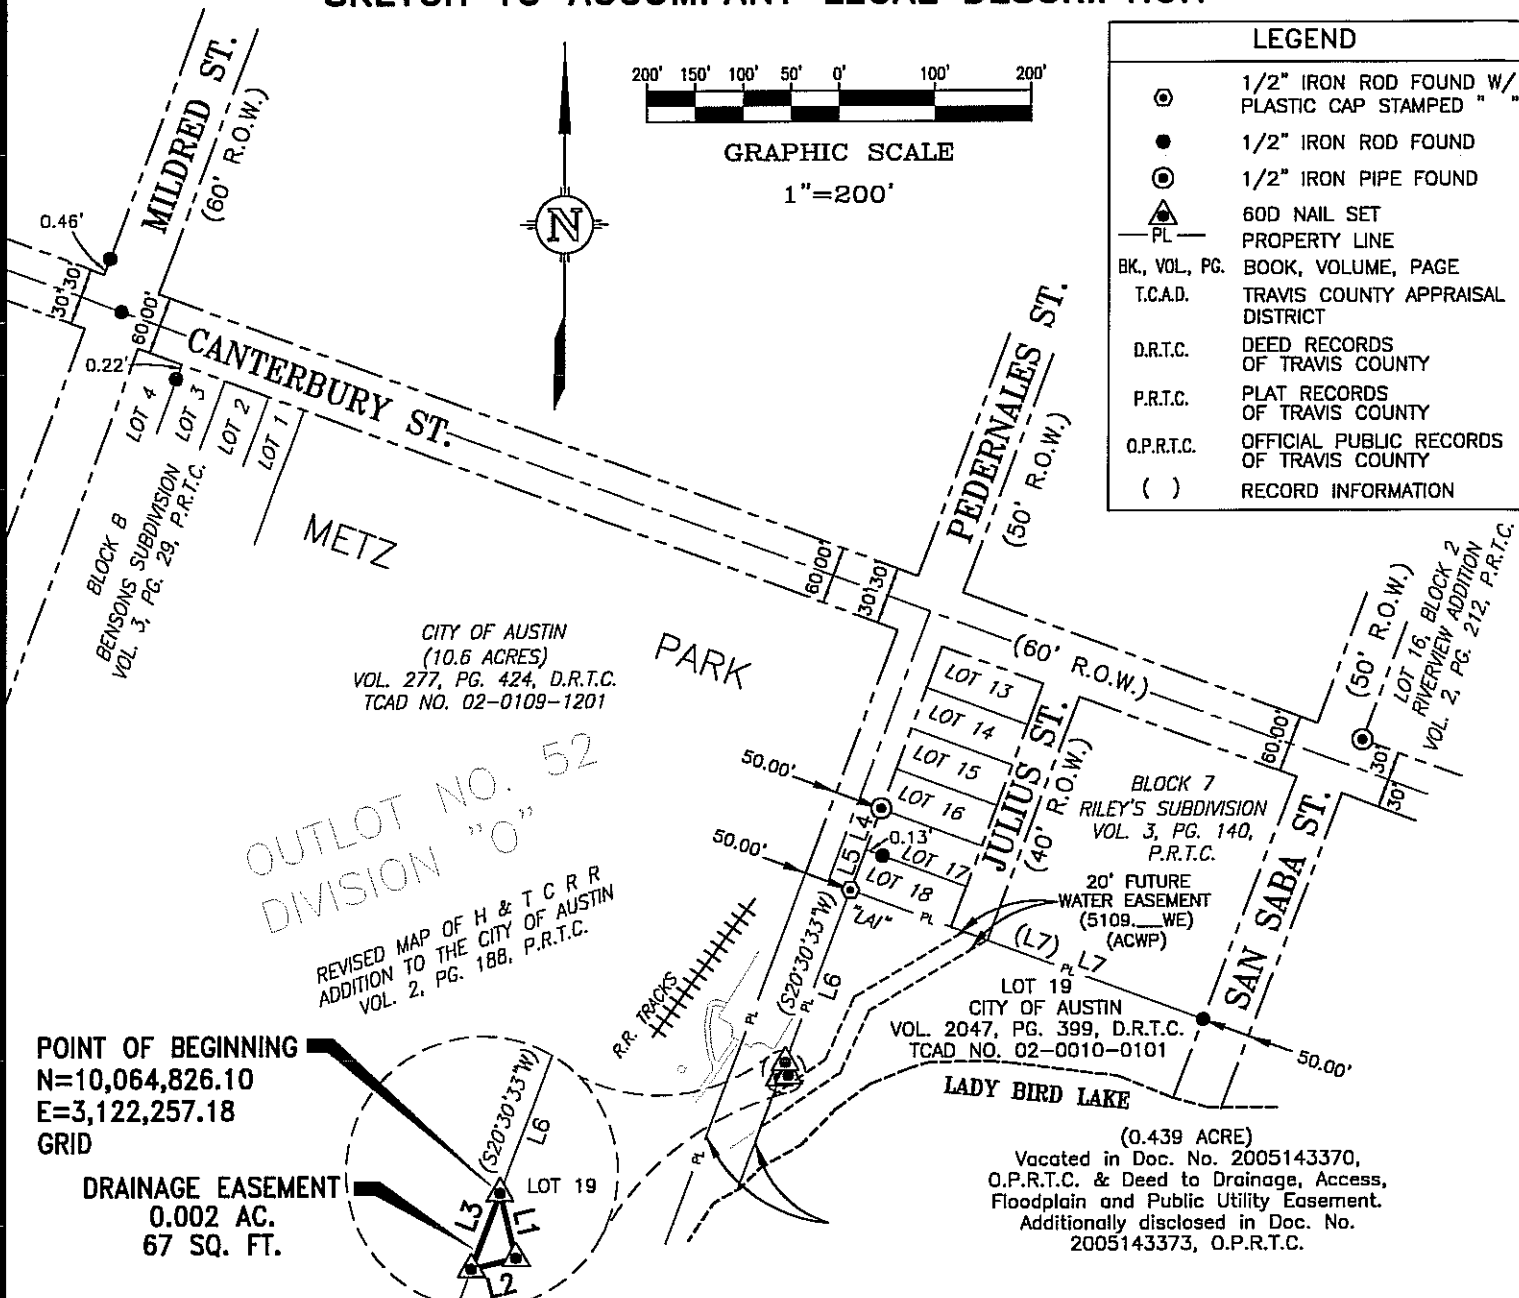 SKETCH TO ACCOMPANY LEGAL DESCRIPTION
200' 150' 100' 50' 0' 100' 200'
GRAPHIC SCALE
1"=200'
N
LEGEND
1/2" IRON ROD FOUND W/
PLASTIC CAP STAMPED " "
1/2" IRON ROD FOUND
1/2" IRON PIPE FOUND
60D NAIL SET
PL PROPERTY LINE
BK., VOL., PG. BOOK, VOLUME, PAGE
T.C.A.D. TRAVIS COUNTY APPRAISAL
DISTRICT
D.R.T.C. DEED RECORDS
OF TRAVIS COUNTY
P.R.T.C. PLAT RECORDS
OF TRAVIS COUNTY
O.P.R.T.C. OFFICIAL PUBLIC RECORDS
OF TRAVIS COUNTY
( ) RECORD INFORMATION
MILDRED ST.
(60' R.O.W.)
0.46'
30' 30'
60.00'
0.22'
CANTERBURY ST.
LOT 4
LOT 3
LOT 2
LOT 1
BLOCK B
BENSONS SUBDIVISION
VOL. 3, PG. 29, P.R.T.C.
METZ
PARK
CITY OF AUSTIN
(10.6 ACRES)
VOL. 277, PG. 424, D.R.T.C.
TCAD NO. 02-0109-1201
PEDERNALES ST.
(50' R.O.W.)
60.00'
30' 30'
(60' R.O.W.)
LOT 13
LOT 14
LOT 15
LOT 16
LOT 17
LOT 18
JULIUS ST.
(40' R.O.W.)
BLOCK 7
RILEY'S SUBDIVISION
VOL. 3, PG. 140,
P.R.T.C.
(50' R.O.W.)
LOT 16, BLOCK 2
RIVERVIEW ADDITION
VOL. 2, PG. 212, P.R.T.C.
60.00'
30'
30'
SAN SABA ST.
50.00'
50.00'
L4
L5
0.13'
"LAI"
PL
20' FUTURE
WATER EASEMENT
(5109.__WE)
(ACWP)
(L7)
PL
L7
OUTLOT NO. 52
DIVISION "O"
REVISED MAP OF H & T C R R
ADDITION TO THE CITY OF AUSTIN
VOL. 2, PG. 188, P.R.T.C.
R.R. TRACKS
PL
(S20°30'33"W)
L6
PL
LOT 19
CITY OF AUSTIN
VOL. 2047, PG. 399, D.R.T.C.
TCAD NO. 02-0010-0101
50.00'
LADY BIRD LAKE
(0.439 ACRE)
Vacated in Doc. No. 2005143370,
O.P.R.T.C. & Deed to Drainage, Access,
Floodplain and Public Utility Easement.
Additionally disclosed in Doc. No.
2005143373, O.P.R.T.C.
PL
POINT OF BEGINNING
N=10,064,826.10
E=3,122,257.18
GRID
(S20°30'33"W)
L6
LOT 19
DRAINAGE EASEMENT
0.002 AC.
67 SQ. FT.
L3
L1
L2